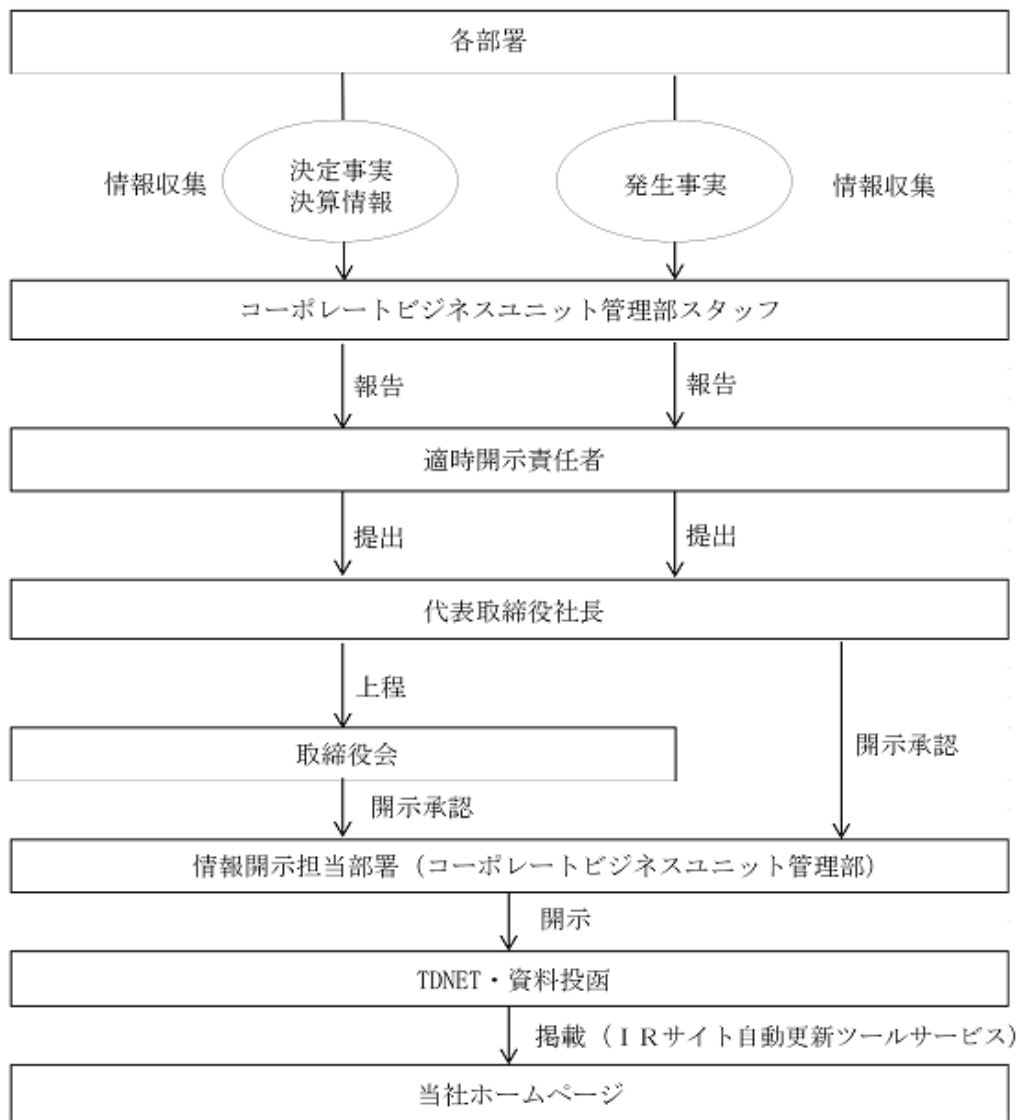 各部署
情報収集
決定事実
決算情報
発生事実
情報収集
コーポレートビジネスユニット管理部スタッフ
報告
報告
適時開示責任者
提出
提出
代表取締役社長
上程
取締役会
開示承認
開示承認
情報開示担当部署（コーポレートビジネスユニット管理部）
開示
TDNET・資料投函
掲載（ＩＲサイト自動更新ツールサービス）
当社ホームページ